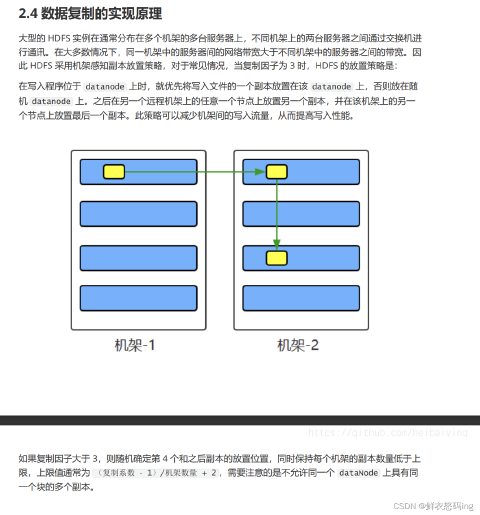 2.4 数据复制的实现原理
大型的 HDFS 实例在通常分布在多个机架的多台服务器上，不同机架上的两台服务器之间通过交换机进
行通讯。在大多数情况下，同一机架中的服务器间的网络带宽大于不同机架中的服务器之间的带宽。因
此 HDFS 采用机架感知副本放置策略，对于常见情况，当复制因子为 3 时，HDFS 的放置策略是：
在写入程序位于 datanode 上时，就优先将写入文件的一个副本放置在该 datanode 上，否则放在随
机 datanode 上。之后在另一个远程机架上的任意一个节点上放置另一个副本，并在该机架上的另一
个节点上放置最后一个副本。此策略可以减少机架间的写入流量，从而提高写入性能。
机架-1
机架-2
https://github.com/heibaiying
如果复制因子大于 3，则随机确定第 4 个和之后副本的放置位置，同时保持每个机架的副本数量低于上
限，上限值通常为 （复制系数 - 1）/机架数量 + 2 ，需要注意的是不允许同一个 dataNode 上具有同
一个块的多个副本。
CSDN @鲜衣怒码ing